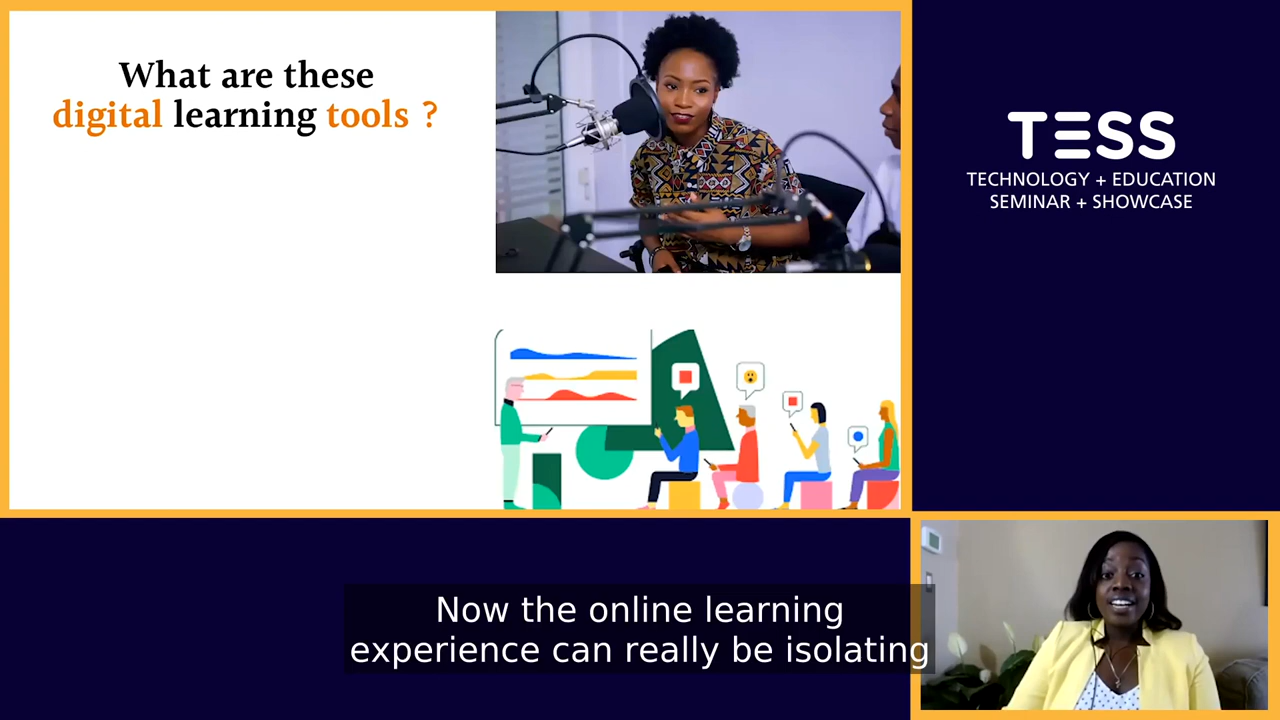 What are these
digital learning tools ?
TESS
TECHNOLOGY + EDUCATION
SEMINAR + SHOWCASE
Now the online learning
experience can really be isolating